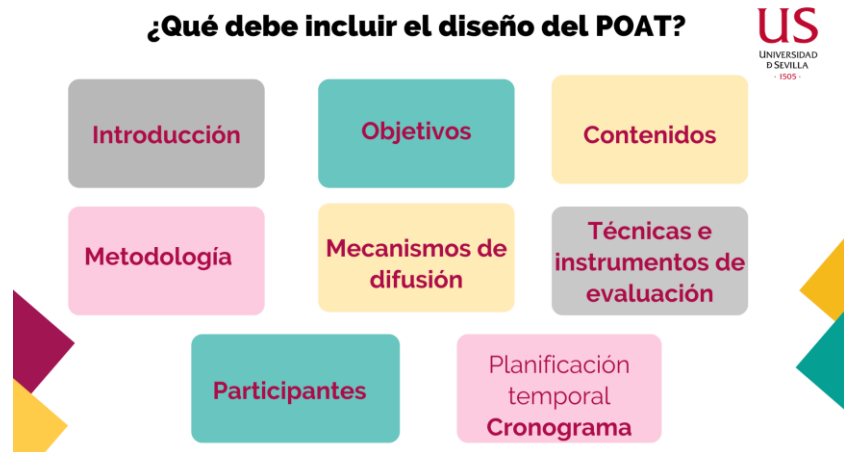 ¿Qué debe incluir el diseño del POAT?
US
UNIVERSIDAD
D SEVILLA
· 1505 ·
Introducción
Objetivos
Contenidos
Metodología
Mecanismos de
difusión
Técnicas e
instrumentos de
evaluación
Participantes
Planificación
temporal
Cronograma